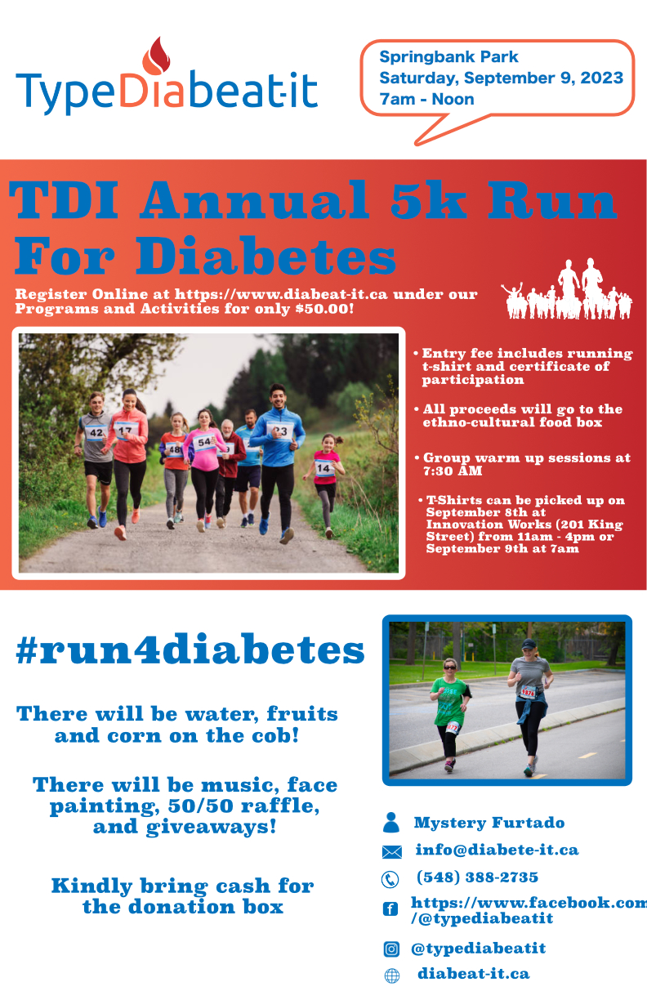 TypeDiabeat-it
Springbank Park
Saturday, September 9, 2023
7am - Noon
TDI Annual 5k Run
For Diabetes
Register Online at https://www.diabeat-it.ca under our
Programs and Activities for only $50.00!
42
17
48
54
9
23
14
• Entry fee includes running
t-shirt and certificate of
participation
• All proceeds will go to the
ethno-cultural food box
• Group warm up sessions at
7:30 AM
• T-Shirts can be picked up on
September 8th at
Innovation Works (201 King
Street) from 11am - 4pm or
September 9th at 7am
#run4diabetes
There will be water, fruits
and corn on the cob!
There will be music, face
painting, 50/50 raffle,
and giveaways!
Kindly bring cash for
the donation box
Mystery Furtado
info@diabete-it.ca
(548) 388-2735
https://www.facebook.com
/@typediabeatit
@typediabeatit
diabeat-it.ca